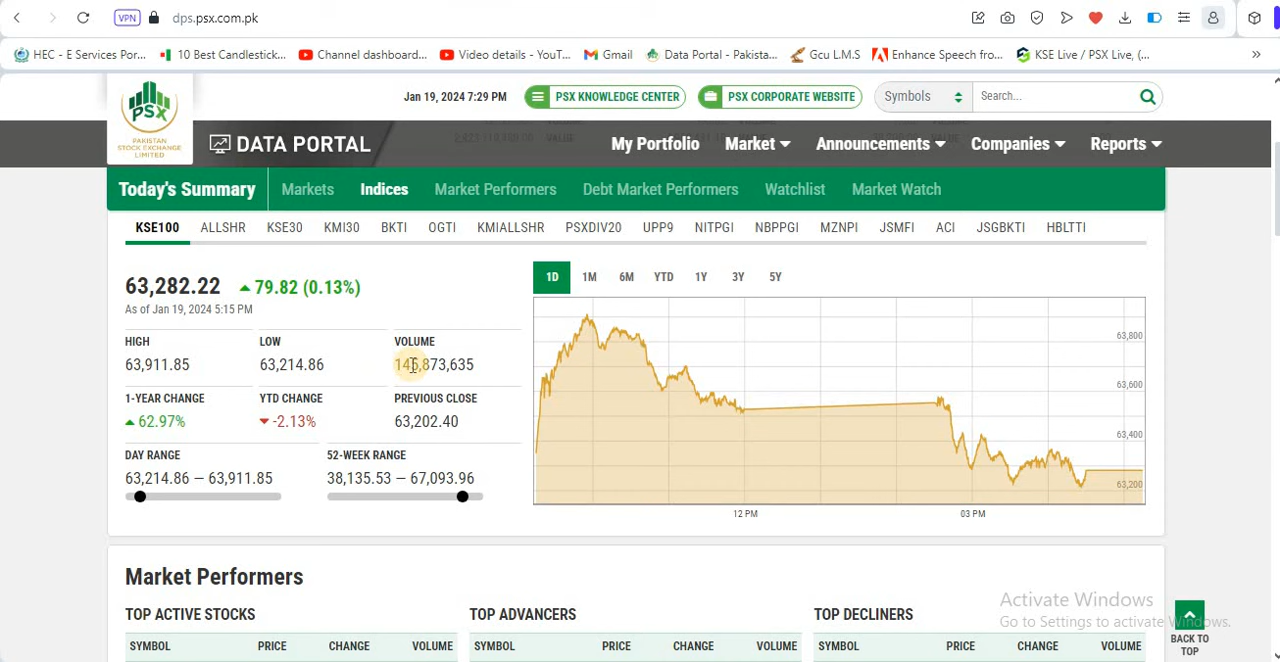 VPN dps.psx.com.pk
HEC - E Services Por... 10 Best Candlestick... Channel dashboard... Video details - YouT... Gmail Data Portal - Pakista... Gcu L.M.S Enhance Speech fro... KSE Live / PSX Live, (... »
PSX
PAKISTAN
STOCK EXCHANGE
LIMITED
Jan 19, 2024 7:29 PM PSX KNOWLEDGE CENTER PSX CORPORATE WEBSITE Symbols Search...
DATA PORTAL My Portfolio Market Announcements Companies Reports
Today's Summary Markets Indices Market Performers Debt Market Performers Watchlist Market Watch
KSE100 ALLSHR KSE30 KMI30 BKTI OGTI KMIALLSHR PSXDIV20 UPP9 NITPGI NBPPGI MZNPI JSMFI ACI JSGBKTI HBLTTI
63,282.22 79.82 (0.13%)
As of Jan 19, 2024 5:15 PM
HIGH LOW VOLUME
63,911.85 63,214.86 146,873,635
1-YEAR CHANGE YTD CHANGE PREVIOUS CLOSE
62.97% -2.13% 63,202.40
DAY RANGE 52-WEEK RANGE
63,214.86 — 63,911.85 38,135.53 — 67,093.96
1D 1M 6M YTD 1Y 3Y 5Y
63,800
63,600
63,400
63,200
12 PM 03 PM
Market Performers
TOP ACTIVE STOCKS TOP ADVANCERS TOP DECLINERS
SYMBOL PRICE CHANGE VOLUME SYMBOL PRICE CHANGE VOLUME SYMBOL PRICE CHANGE VOLUME
Activate Windows
Go to Settings to activate Windows.
BACK TO
TOP